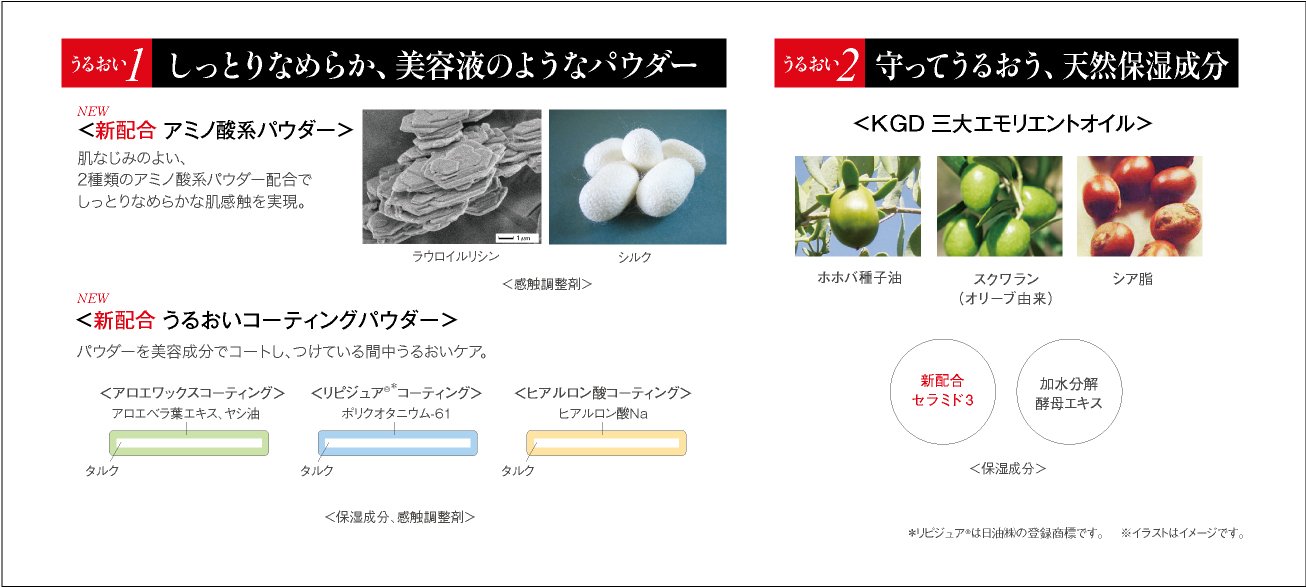 うるおい1 しっとりなめらか、美容液のようなパウダー
NEW
＜新配合 アミノ酸系パウダー＞
肌なじみのよい、
2種類のアミノ酸系パウダー配合で
しっとりなめらかな肌感触を実現。
1μm
ラウロイルリシン
シルク
＜感触調整剤＞
NEW
＜新配合 うるおいコーティングパウダー＞
パウダーを美容成分でコートし、つけている間中うるおいケア。
＜アロエワックスコーティング＞
アロエベラ葉エキス、ヤシ油
タルク
＜リピジュア®*コーティング＞
ポリクオタニウム-61
タルク
＜ヒアルロン酸コーティング＞
ヒアルロン酸Na
タルク
＜保湿成分、感触調整剤＞
うるおい2 守ってうるおう、天然保湿成分
＜KGD 三大エモリエントオイル＞
ホホバ種子油
スクワラン
（オリーブ由来）
シア脂
新配合
セラミド3
加水分解
酵母エキス
＜保湿成分＞
*リピジュア®は日油㈱の登録商標です。 ※イラストはイメージです。